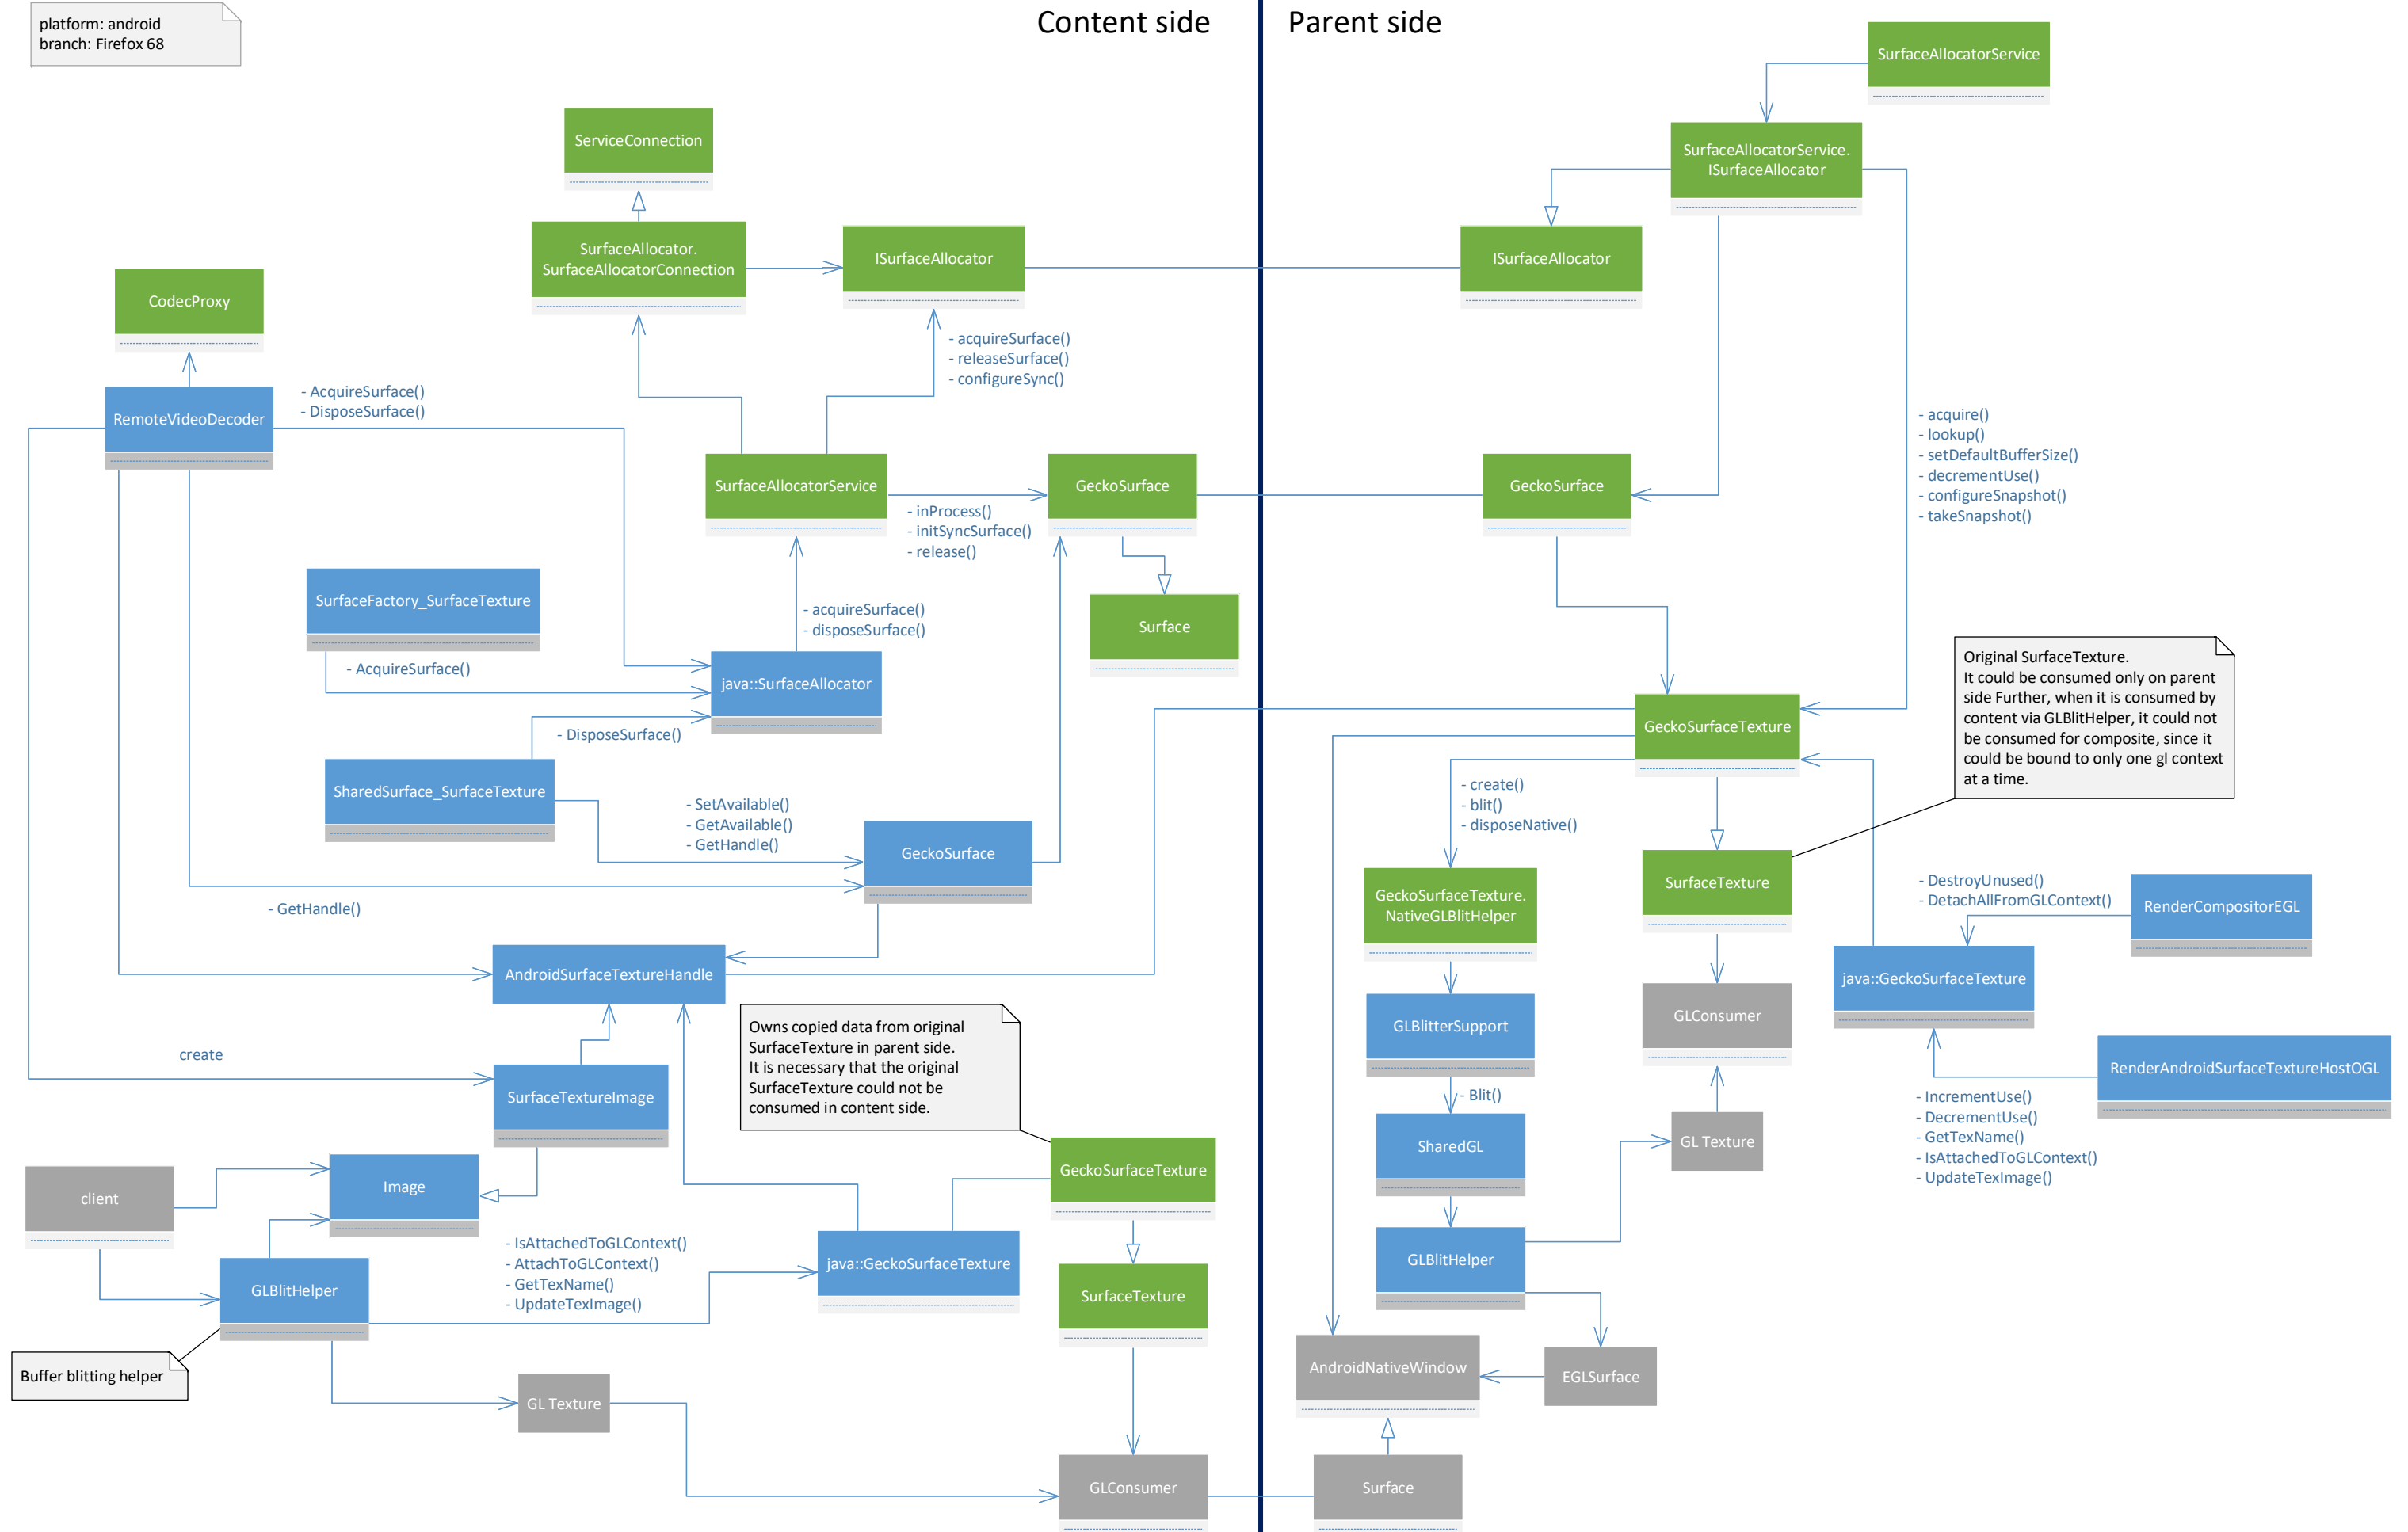 platform: android
branch: Firefox 68
Content side
Parent side
SurfaceAllocatorService
ServiceConnection
SurfaceAllocatorService.
ISurfaceAllocator
SurfaceAllocator.
SurfaceAllocatorConnection
ISurfaceAllocator
ISurfaceAllocator
CodecProxy
- acquireSurface()
- releaseSurface()
- configureSync()
- AcquireSurface()
- DisposeSurface()
RemoteVideoDecoder
- acquire()
- lookup()
- setDefaultBufferSize()
- decrementUse()
- configureSnapshot()
- takeSnapshot()
SurfaceAllocatorService
GeckoSurface
GeckoSurface
- inProcess()
- initSyncSurface()
- release()
SurfaceFactory_SurfaceTexture
- acquireSurface()
- disposeSurface()
Surface
- AcquireSurface()
java::SurfaceAllocator
Original SurfaceTexture.
It could be consumed only on parent
side Further, when it is consumed by
content via GLBlitHelper, it could not
be consumed for composite, since it
could be bound to only one gl context
at a time.
- DisposeSurface()
GeckoSurfaceTexture
SharedSurface_SurfaceTexture
- SetAvailable()
- GetAvailable()
- GetHandle()
- create()
- blit()
- disposeNative()
GeckoSurface
- GetHandle()
GeckoSurfaceTexture.
NativeGLBlitHelper
SurfaceTexture
- DestroyUnused()
- DetachAllFromGLContext()
RenderCompositorEGL
AndroidSurfaceTextureHandle
java::GeckoSurfaceTexture
GLBlitterSupport
GLConsumer
Owns copied data from original
SurfaceTexture in parent side.
It is necessary that the original
SurfaceTexture could not be
consumed in content side.
create
SurfaceTextureImage
RenderAndroidSurfaceTextureHostOGL
- Blit()
- IncrementUse()
- DecrementUse()
- GetTexName()
- IsAttachedToGLContext()
- UpdateTexImage()
SharedGL
GL Texture
GeckoSurfaceTexture
client
Image
- IsAttachedToGLContext()
- AttachToGLContext()
- GetTexName()
- UpdateTexImage()
java::GeckoSurfaceTexture
GLBlitHelper
GLBlitHelper
SurfaceTexture
Buffer blitting helper
AndroidNativeWindow
EGLSurface
GL Texture
GLConsumer
Surface